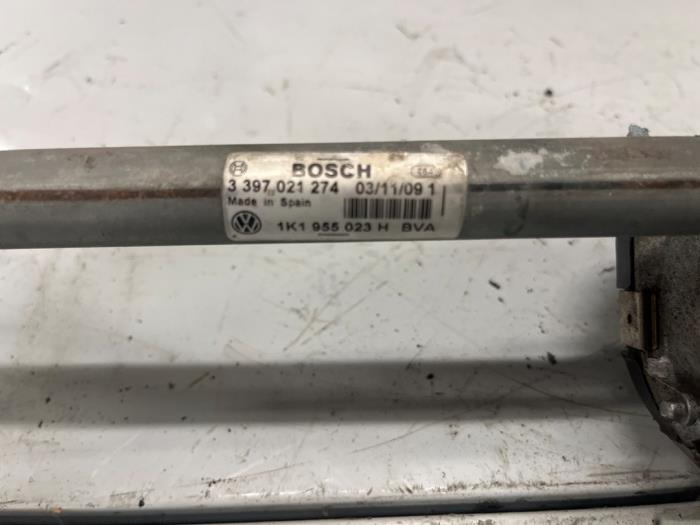 BOSCH
3 397 021 274 03/11/09 1
Made in Spain
1K1 955 023 H BVA